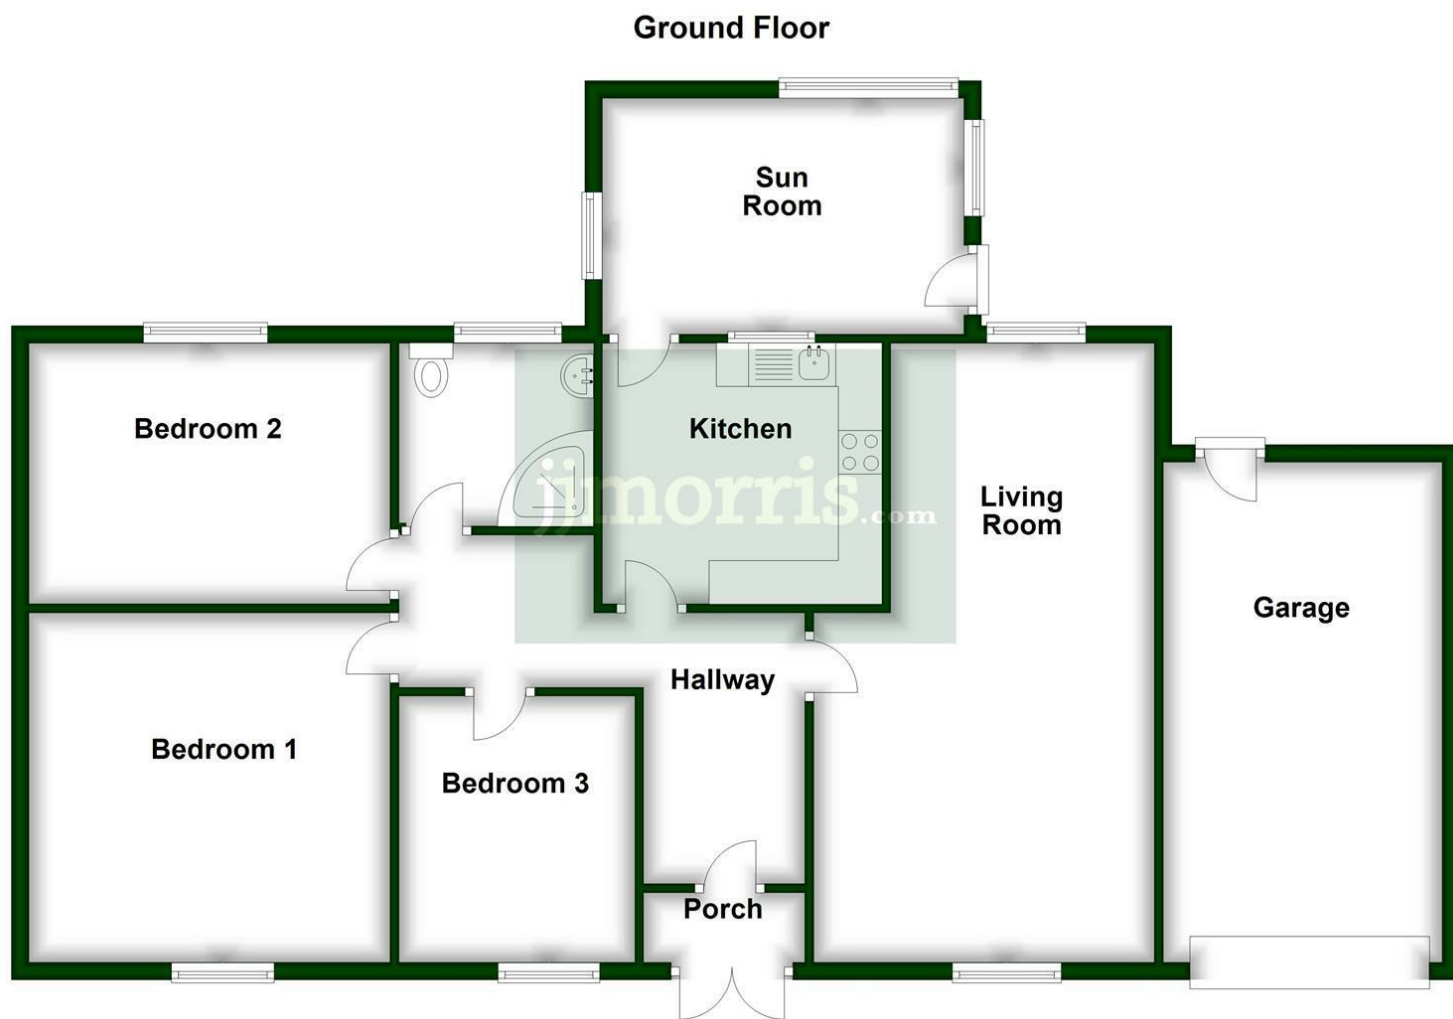 Ground Floor
Sun
Room
Bedroom 2
Kitchen
jjmorris.com
Living
Room
Garage
Hallway
Bedroom 1
Bedroom 3
Porch